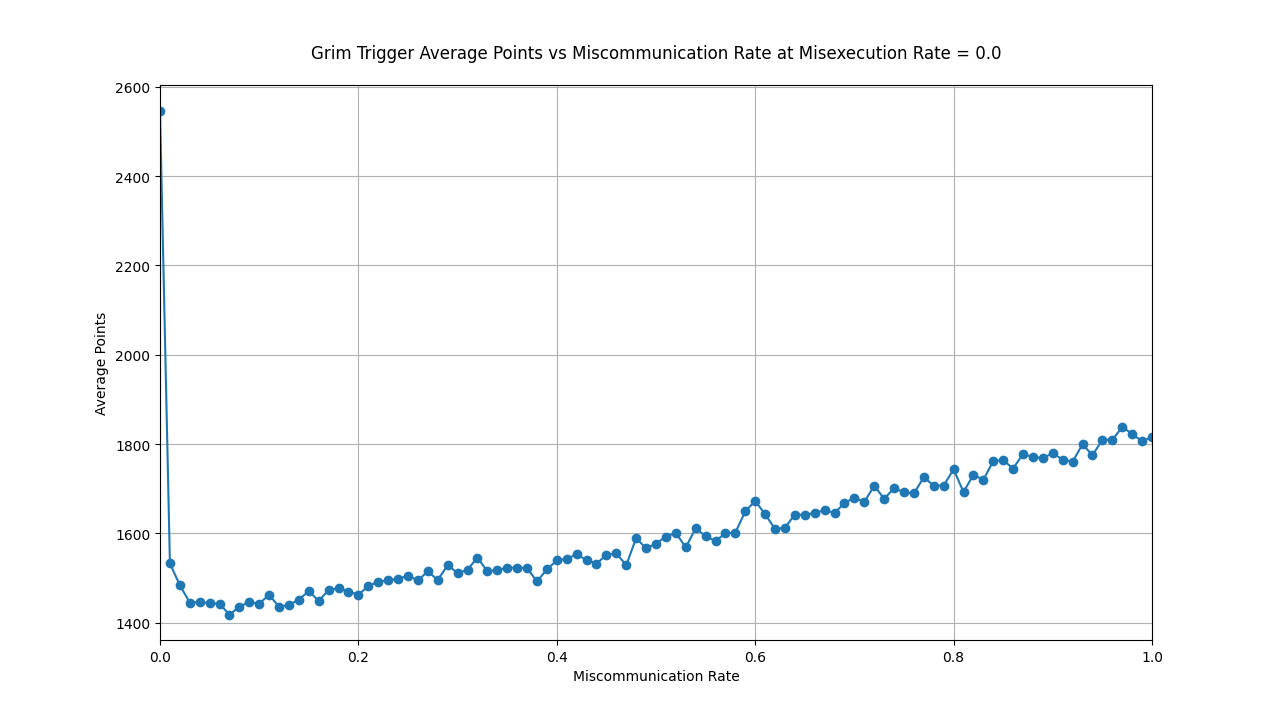 Grim Trigger Average Points vs Miscommunication Rate at Misexecution Rate = 0.0
2600
2400
2200
2000
1800
1600
1400
Average Points
0.0 0.2 0.4 0.6 0.8 1.0
Miscommunication Rate